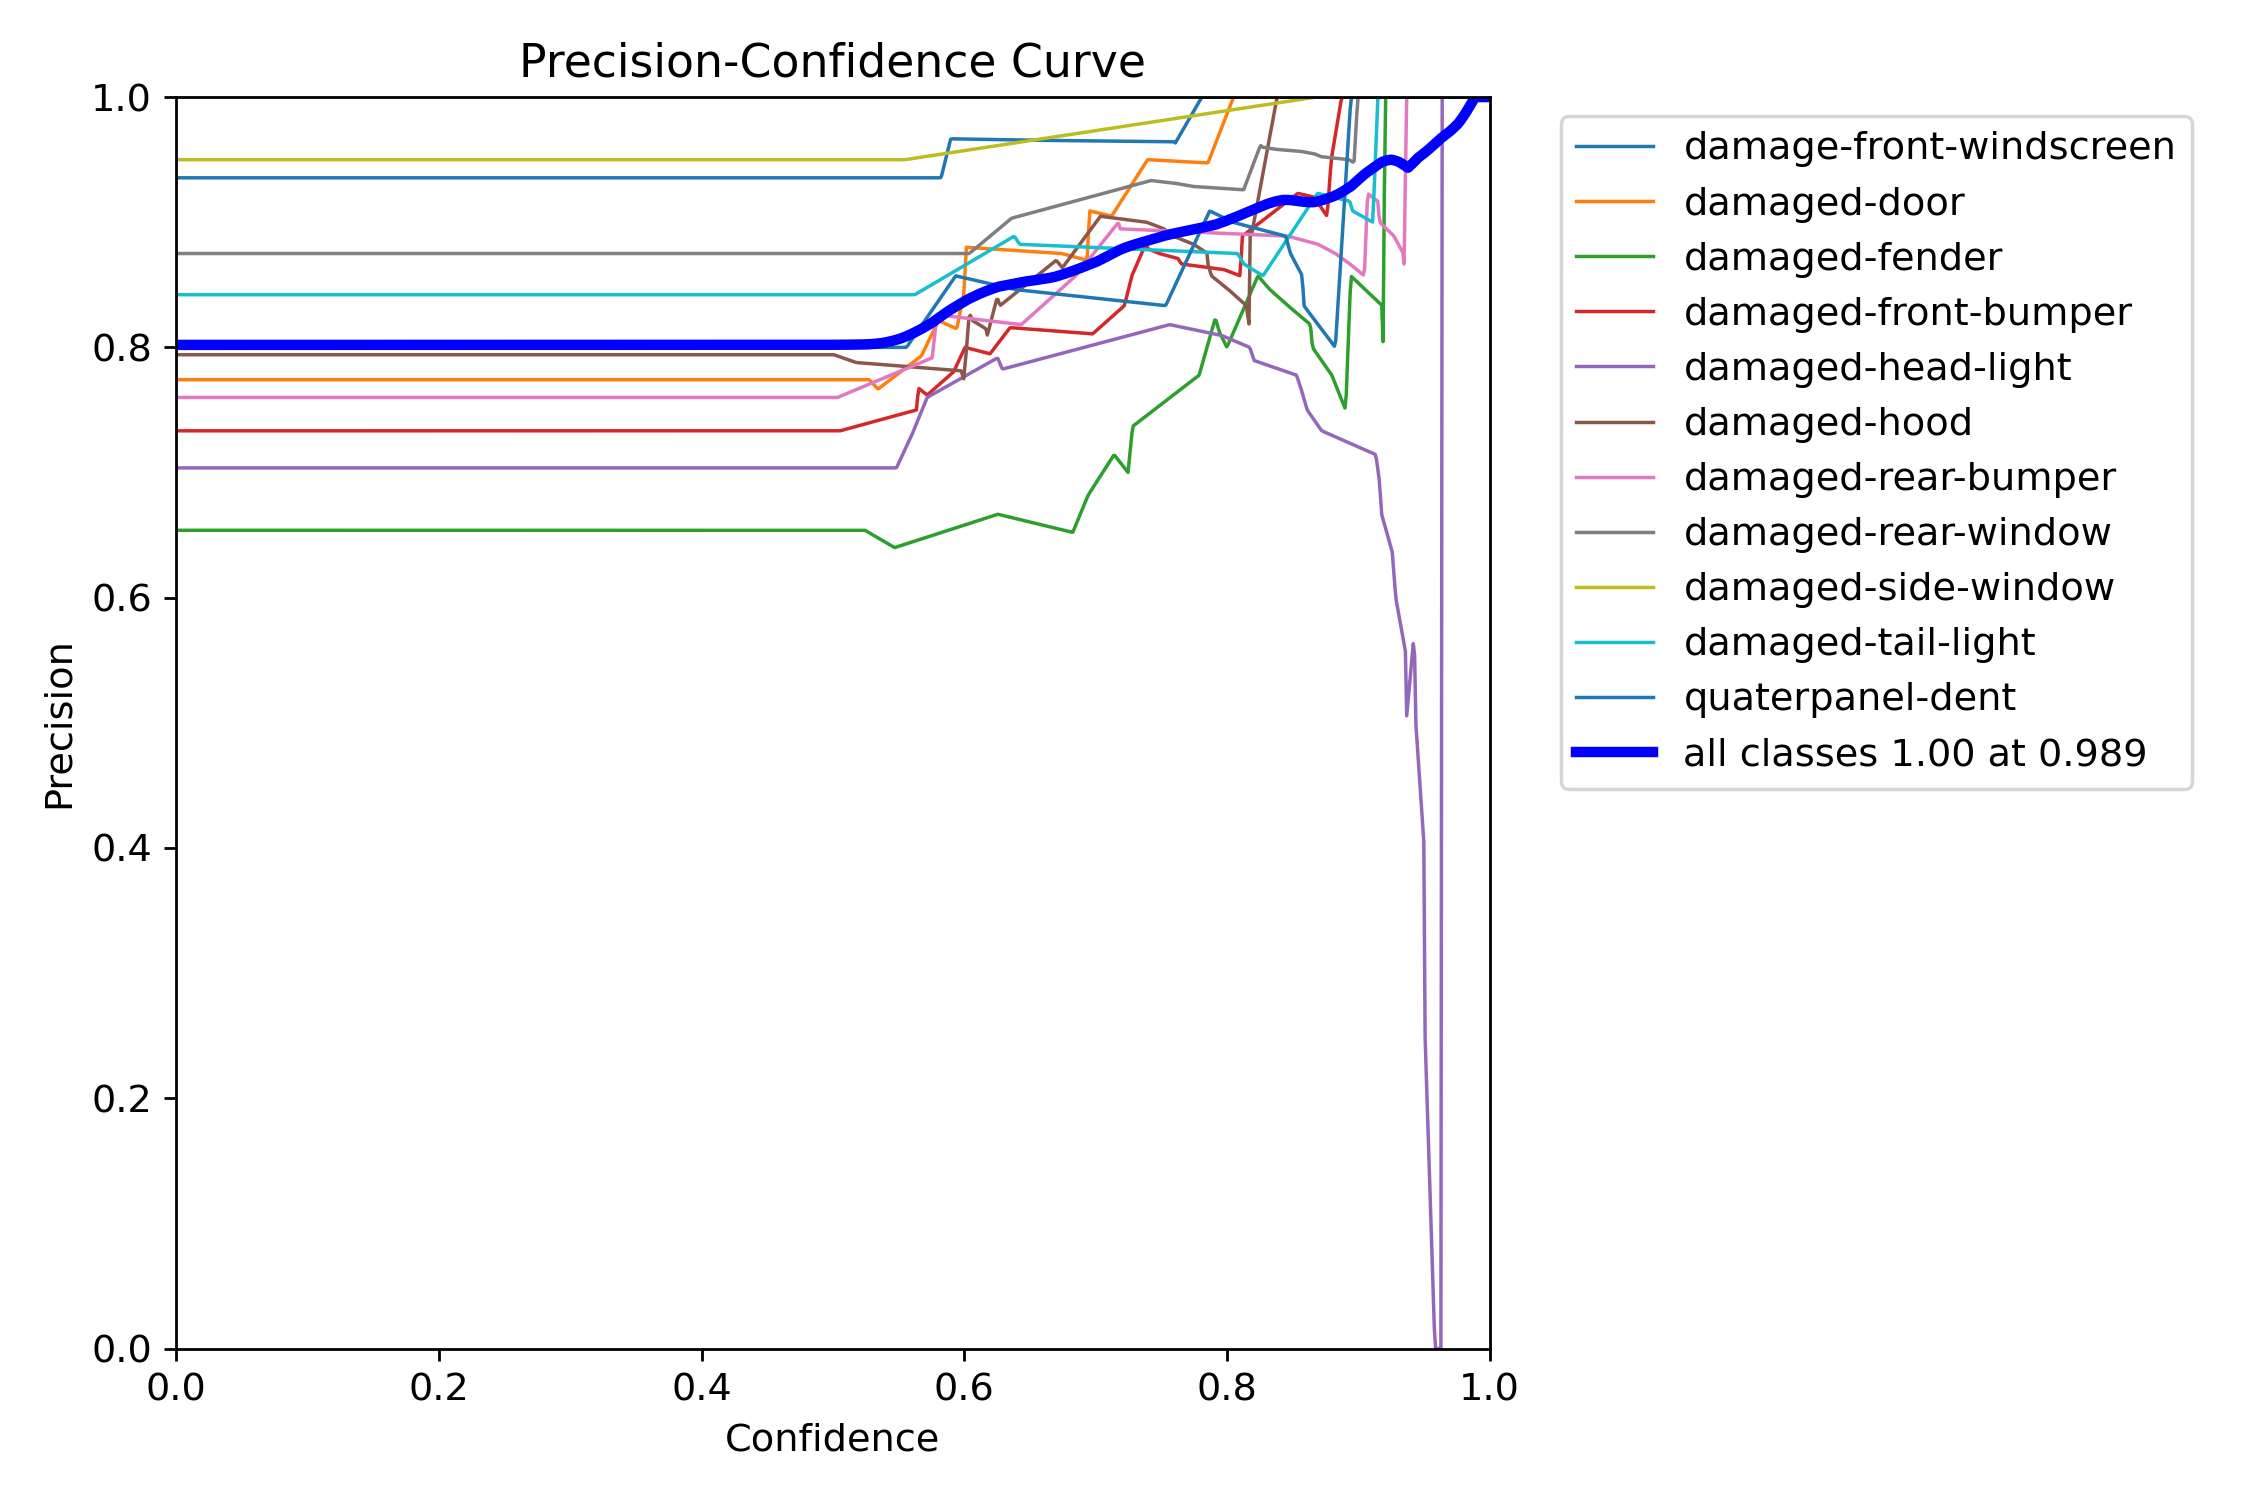 Precision-Confidence Curve
1.0
0.8
0.6
0.4
0.2
0.0
Precision
0.0 0.2 0.4 0.6 0.8 1.0
Confidence
damage-front-windscreen
damaged-door
damaged-fender
damaged-front-bumper
damaged-head-light
damaged-hood
damaged-rear-bumper
damaged-rear-window
damaged-side-window
damaged-tail-light
quaterpanel-dent
all classes 1.00 at 0.989